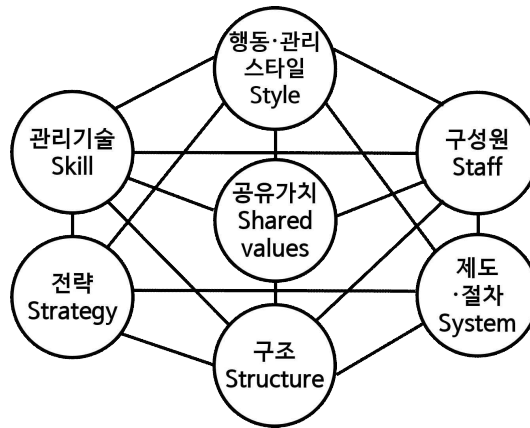 행동·관리
스타일
Style
관리기술
Skill
구성원
Staff
공유가치
Shared
values
전략
Strategy
제도
·절차
System
구조
Structure